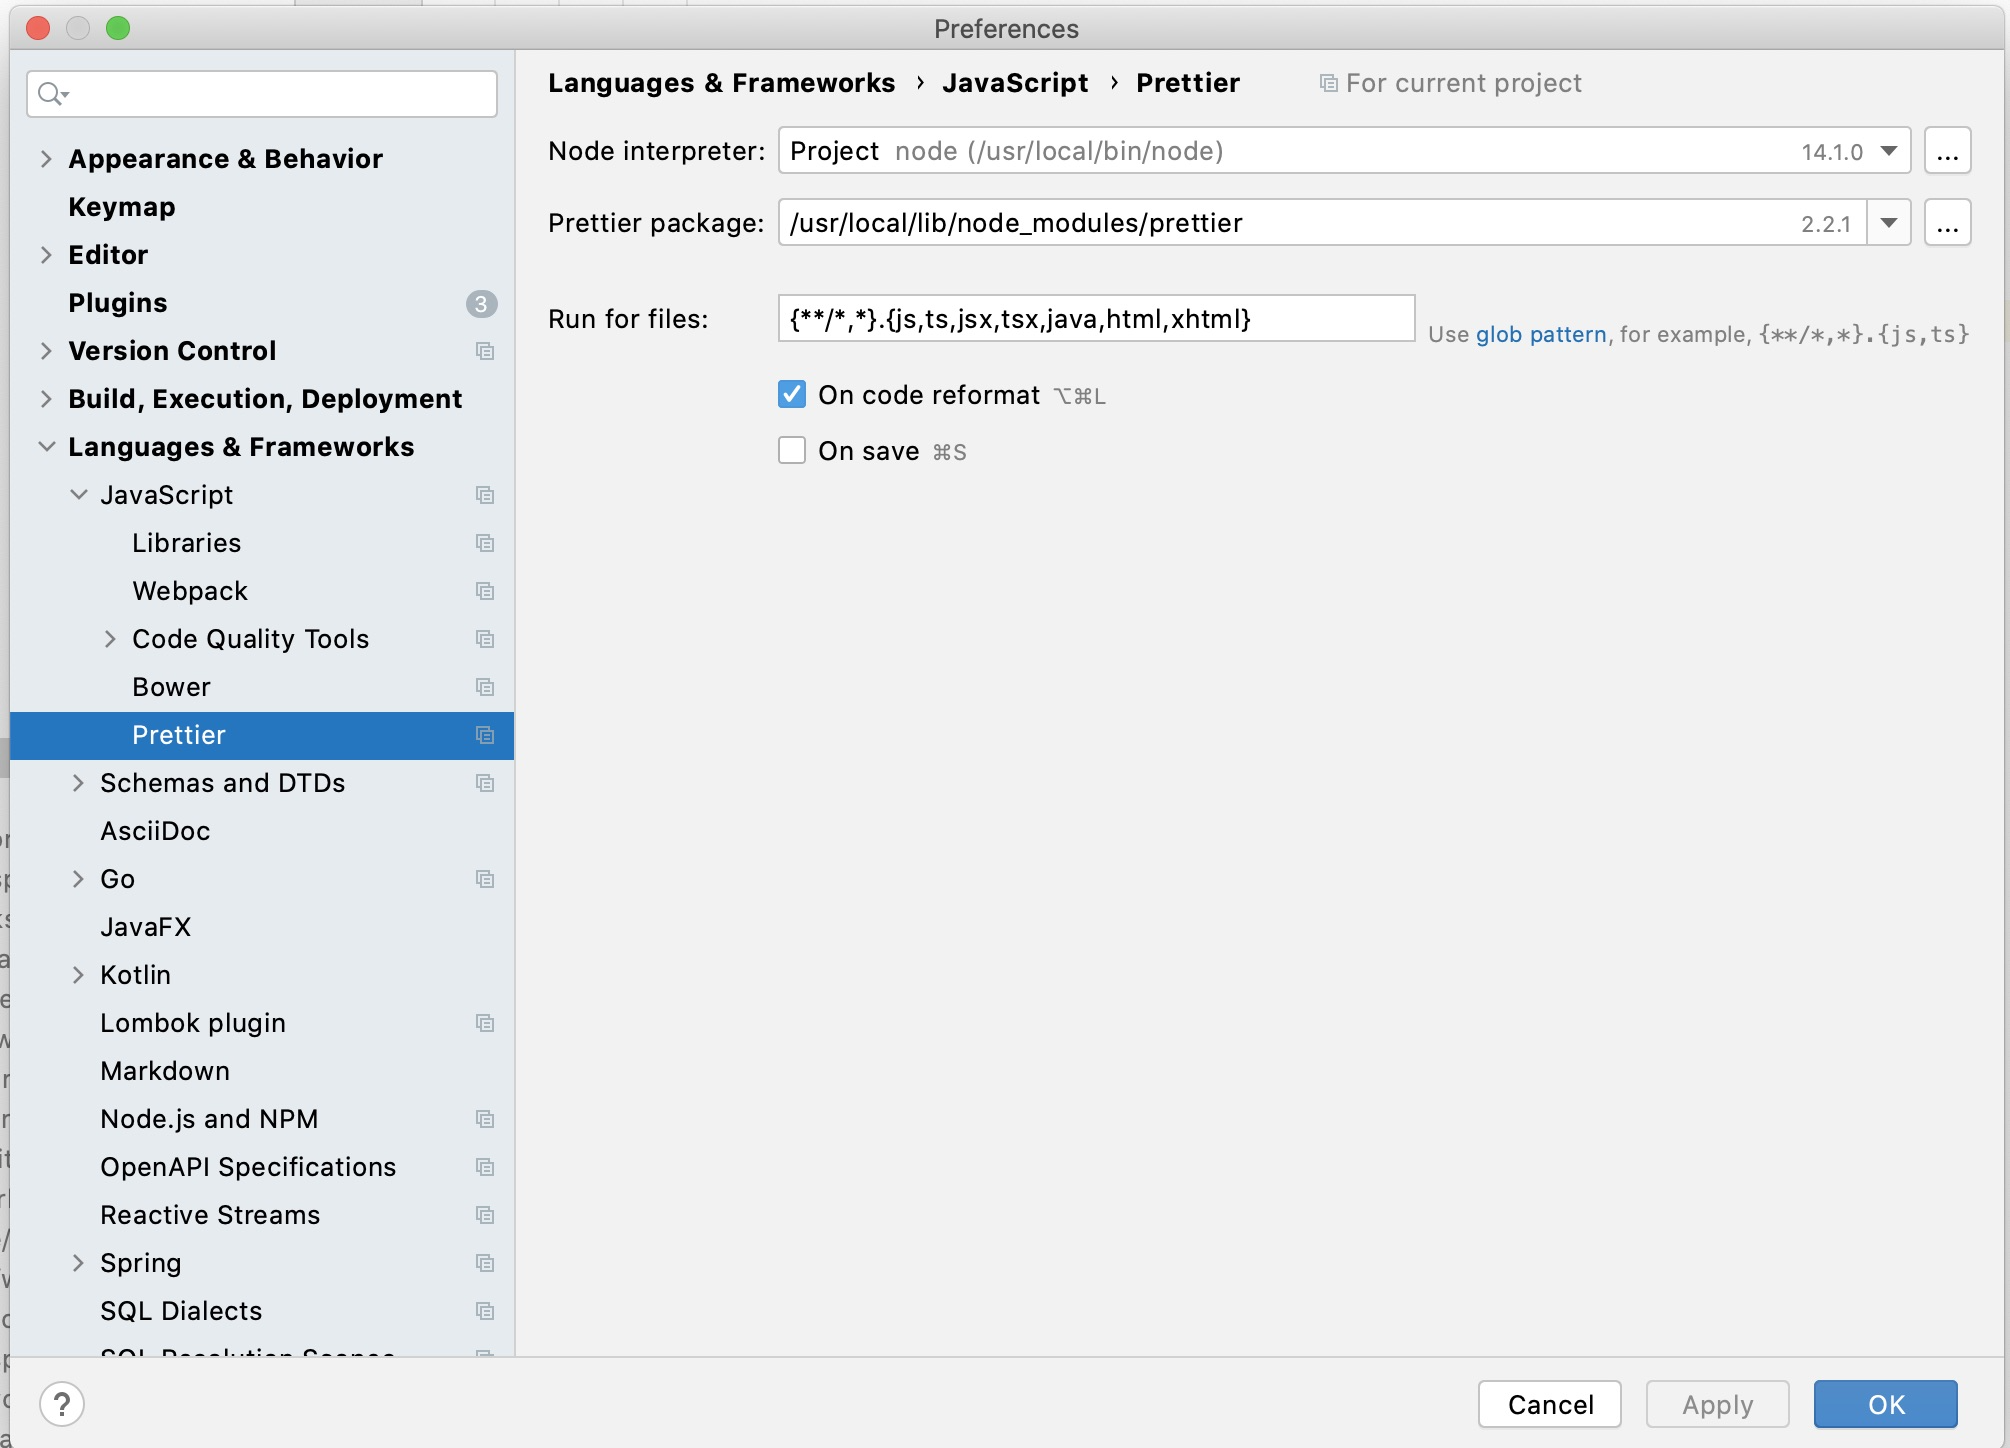 Preferences
Languages & Frameworks › JavaScript › Prettier For current project
Node interpreter: Project node (/usr/local/bin/node) 14.1.0 ...
Prettier package: /usr/local/lib/node_modules/prettier 2.2.1 ...
Run for files: {**/*,*}.{js,ts,jsx,tsx,java,html,xhtml} Use glob pattern, for example, {**/*,*}.{js,ts}
On code reformat ⌥⌘L
On save ⌘S
Appearance & Behavior
Keymap
Editor
Plugins 3
Version Control
Build, Execution, Deployment
Languages & Frameworks
JavaScript
Libraries
Webpack
Code Quality Tools
Bower
Prettier
Schemas and DTDs
AsciiDoc
Go
JavaFX
Kotlin
Lombok plugin
Markdown
Node.js and NPM
OpenAPI Specifications
Reactive Streams
Spring
SQL Dialects
SQL Resolution Scopes
? Cancel Apply OK